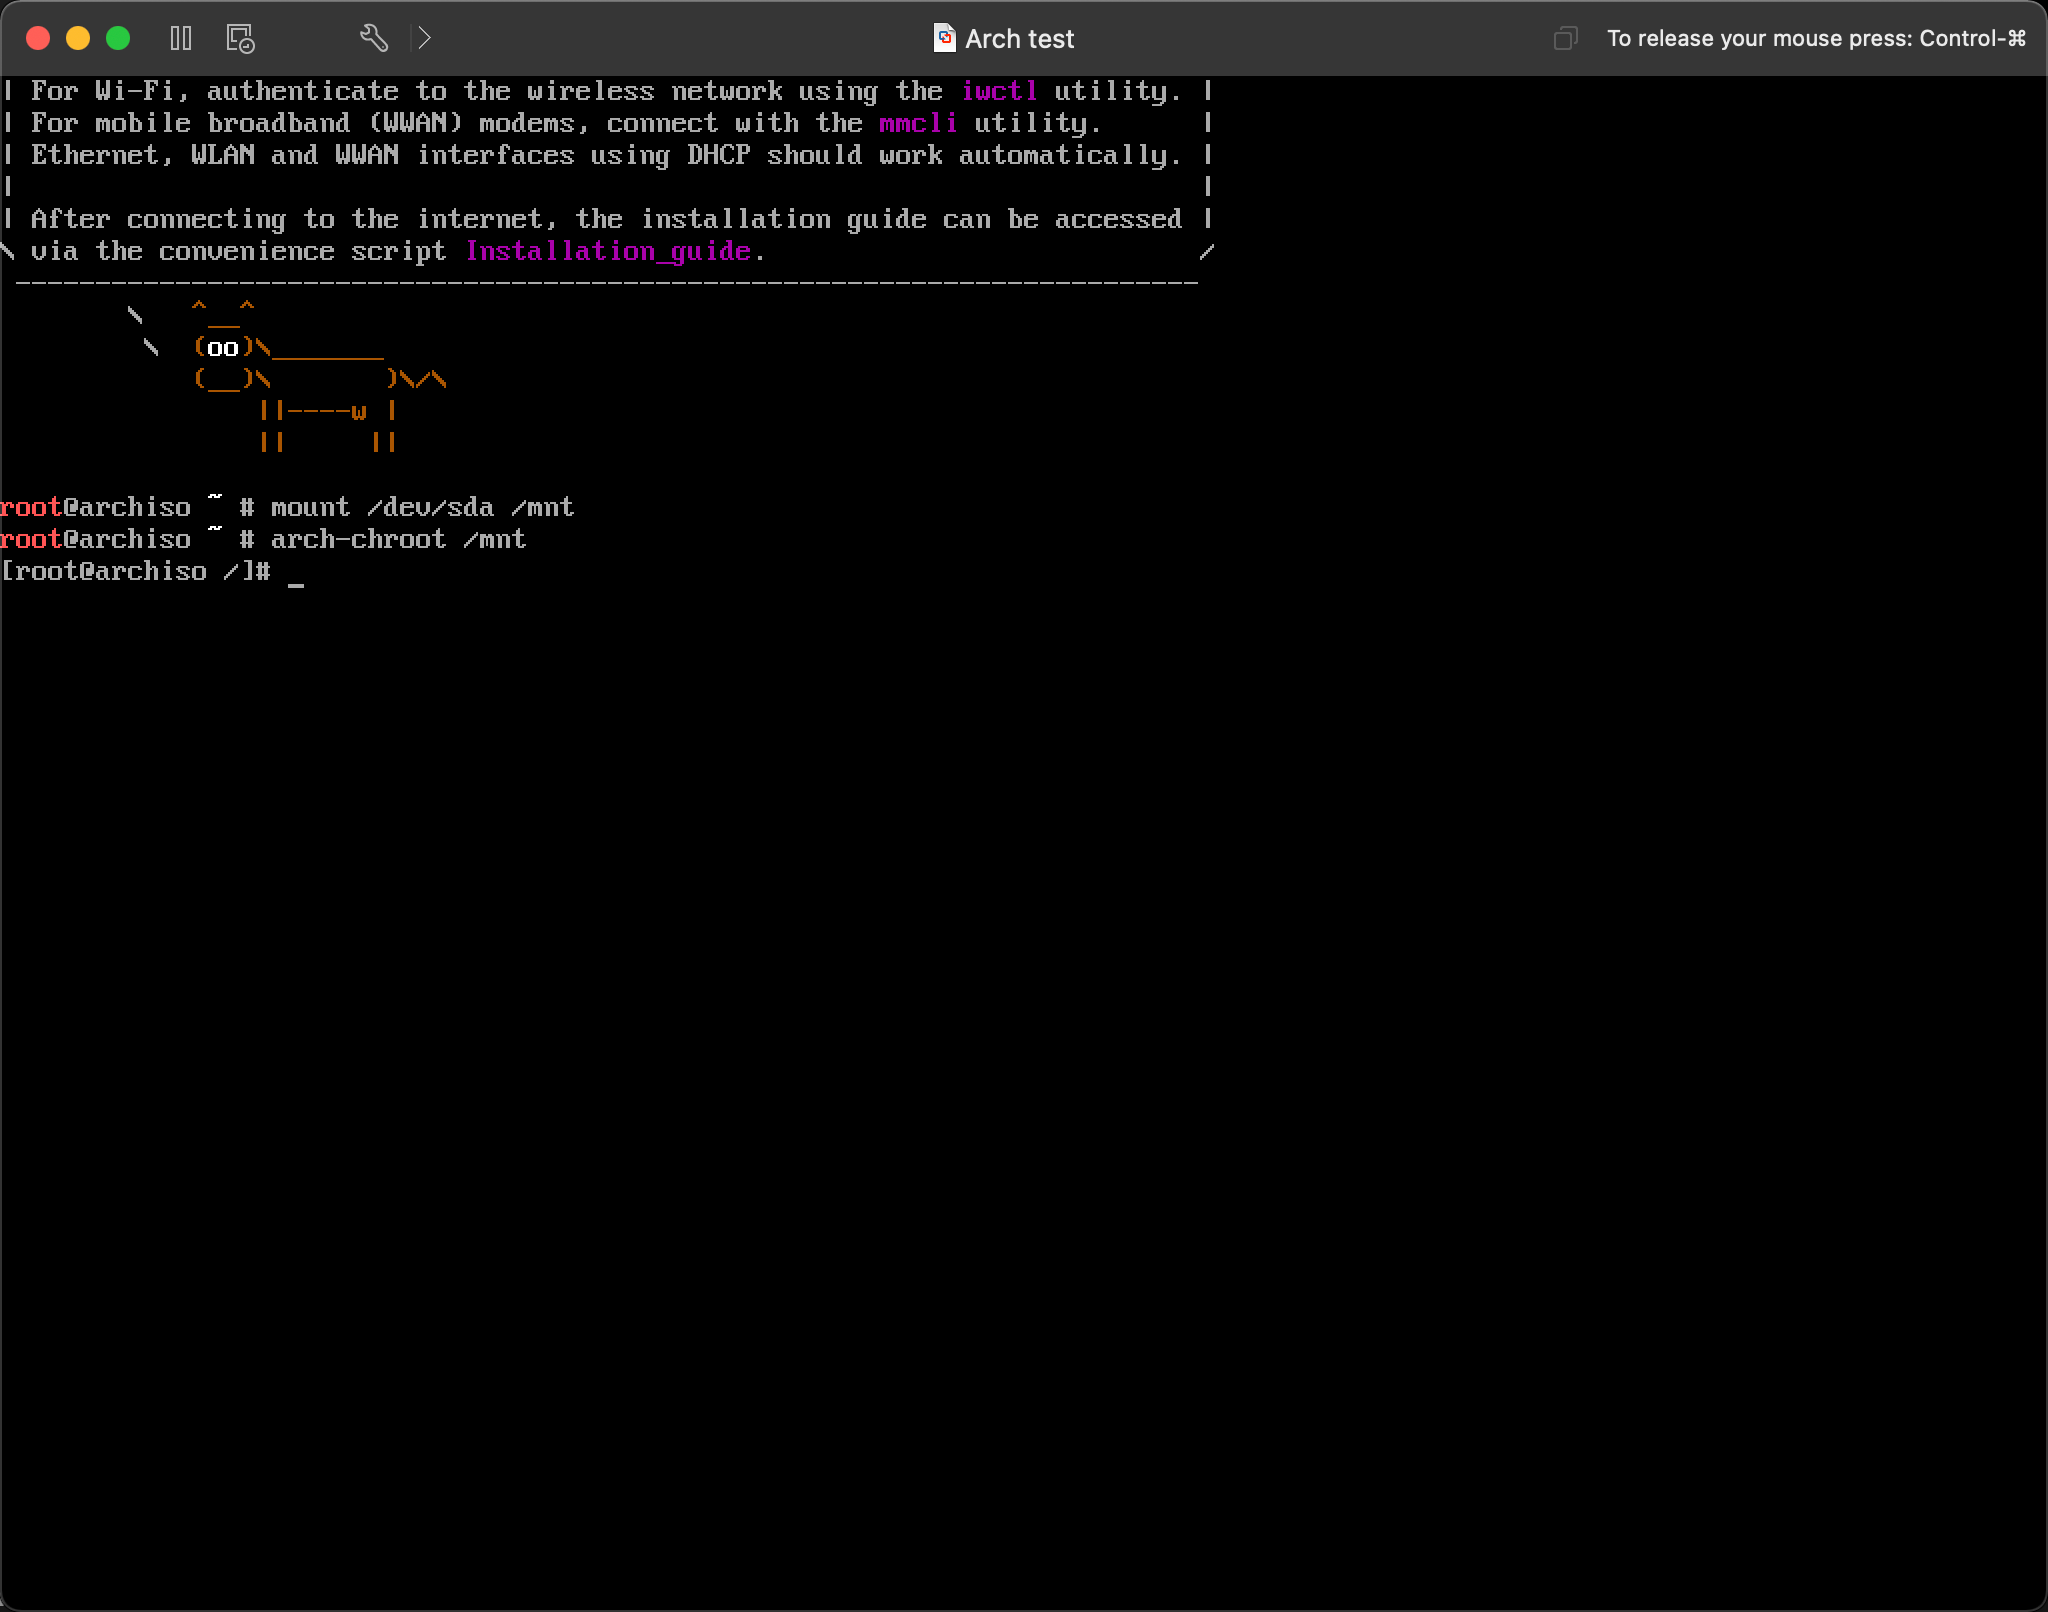 Arch test
To release your mouse press: Control-⌘
| For Wi-Fi, authenticate to the wireless network using the iwctl utility. |
| For mobile broadband (WWAN) modems, connect with the mmcli utility.      |
| Ethernet, WLAN and WWAN interfaces using DHCP should work automatically. |
|                                                                          |
| After connecting to the internet, the installation guide can be accessed |
\ via the convenience script Installation_guide.                           /
 --------------------------------------------------------------------------
        \   ^__^
         \  (oo)\_______
            (__)\       )\/\
                ||----w |
                ||     ||
root@archiso ~ # mount /dev/sda /mnt
root@archiso ~ # arch-chroot /mnt
[root@archiso /]# _